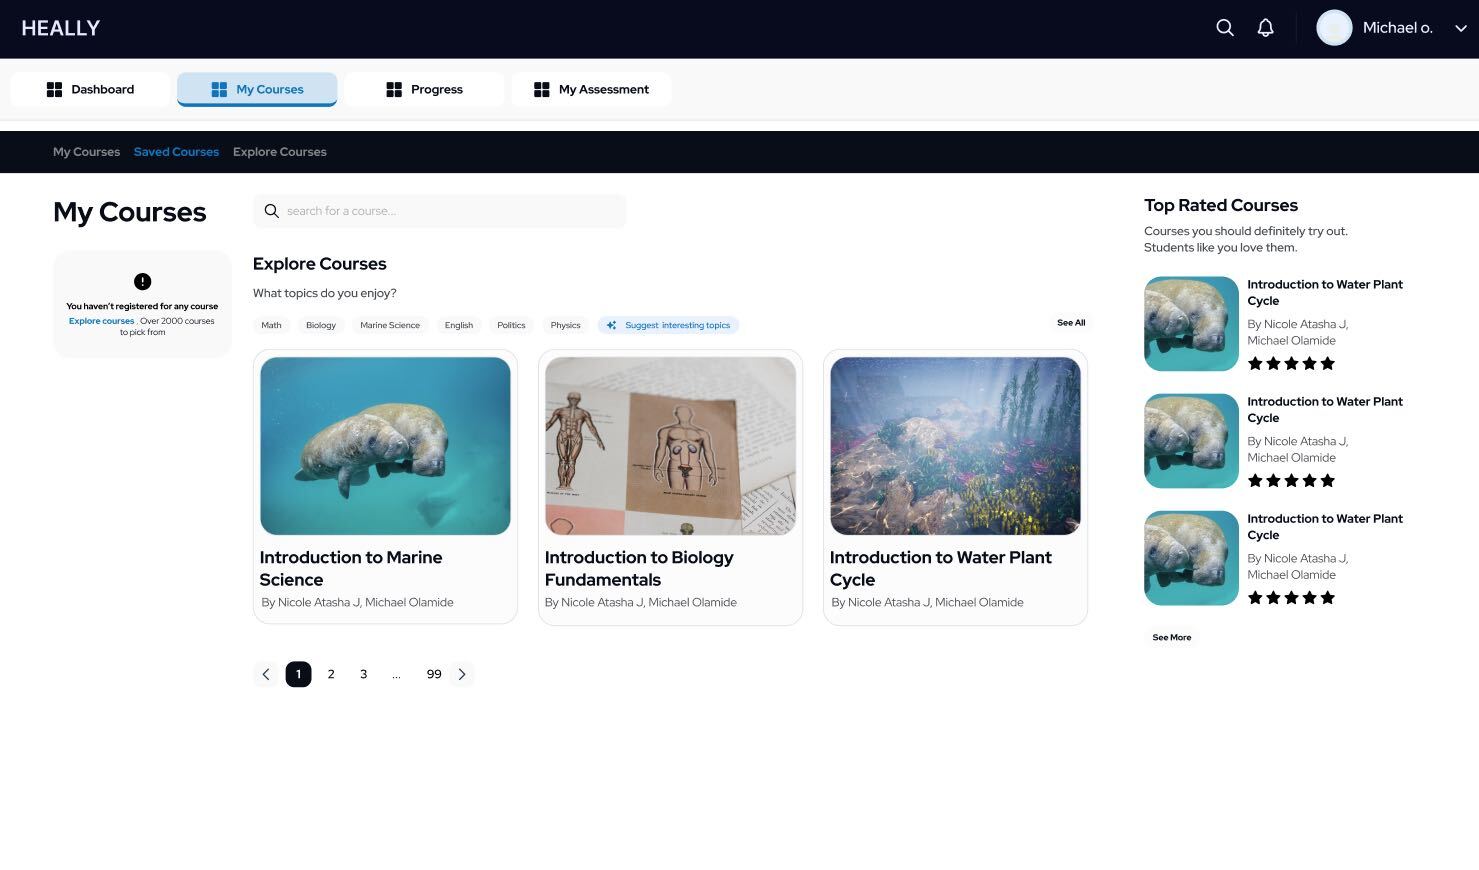 HEALLY
Michael o.
Dashboard
My Courses
Progress
My Assessment
My Courses
Saved Courses
Explore Courses
My Courses
You haven't registered for any course
Explore courses . Over 2000 courses
to pick from
search for a course...
Explore Courses
What topics do you enjoy?
Math
Biology
Marine Science
English
Politics
Physics
Suggest interesting topics
See All
Introduction to Marine
Science
By Nicole Atasha J, Michael Olamide
Introduction to Biology
Fundamentals
By Nicole Atasha J, Michael Olamide
Introduction to Water Plant
Cycle
By Nicole Atasha J, Michael Olamide
1
2
3
...
99
Top Rated Courses
Courses you should definitely try out.
Students like you love them.
Introduction to Water Plant
Cycle
By Nicole Atasha J,
Michael Olamide
Introduction to Water Plant
Cycle
By Nicole Atasha J,
Michael Olamide
Introduction to Water Plant
Cycle
By Nicole Atasha J,
Michael Olamide
See More